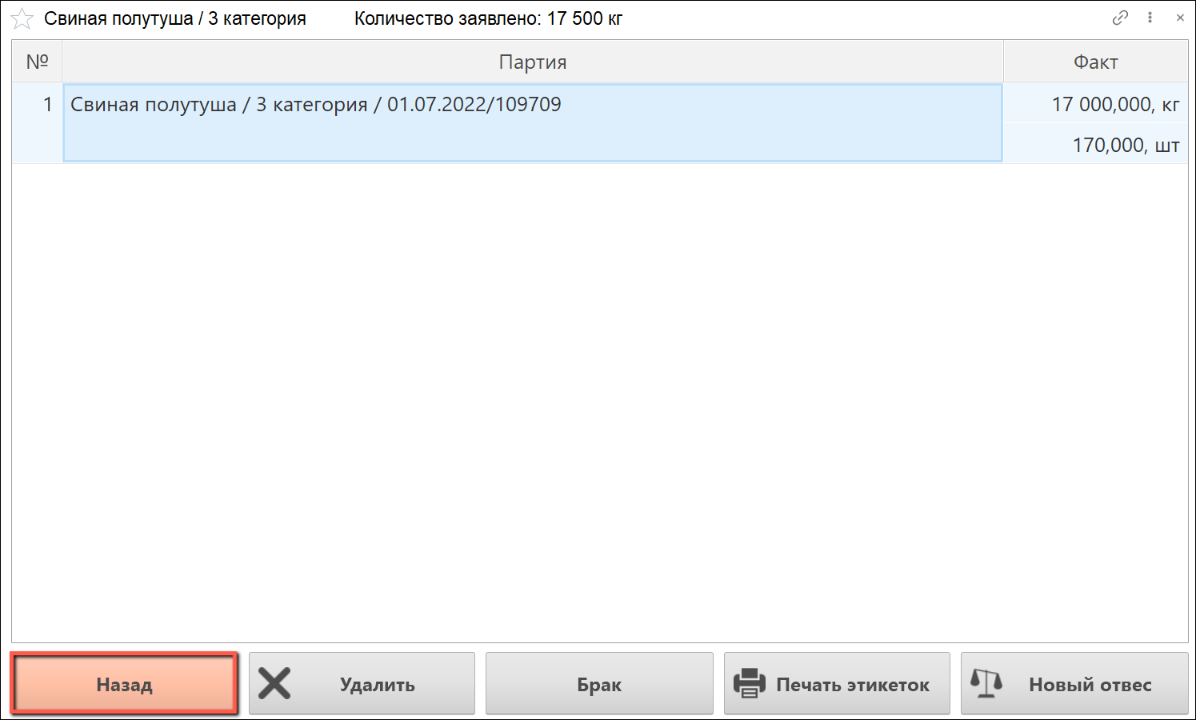 Свиная полутуша / 3 категория Количество заявлено: 17 500 кг
№ Партия Факт
1 Свиная полутуша / 3 категория / 01.07.2022/109709 17 000,000, кг
170,000, шт
Назад Удалить Брак Печать этикеток Новый отвес